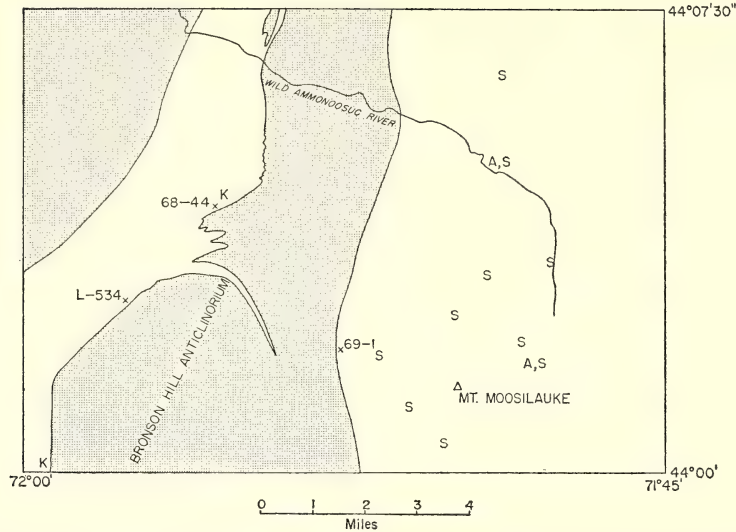 44°07'30"
S
WILD AMMONOOSUC RIVER
A,S
K
68-44 x
S
S
L-534 x
S
S
x 69-1
S
A,S
MT. MOOSILAUKE
BRONSON HILL ANTICLINORIUM
S
S
K
72°00'
71°45'
44°00'
0 1 2 3 4
Miles